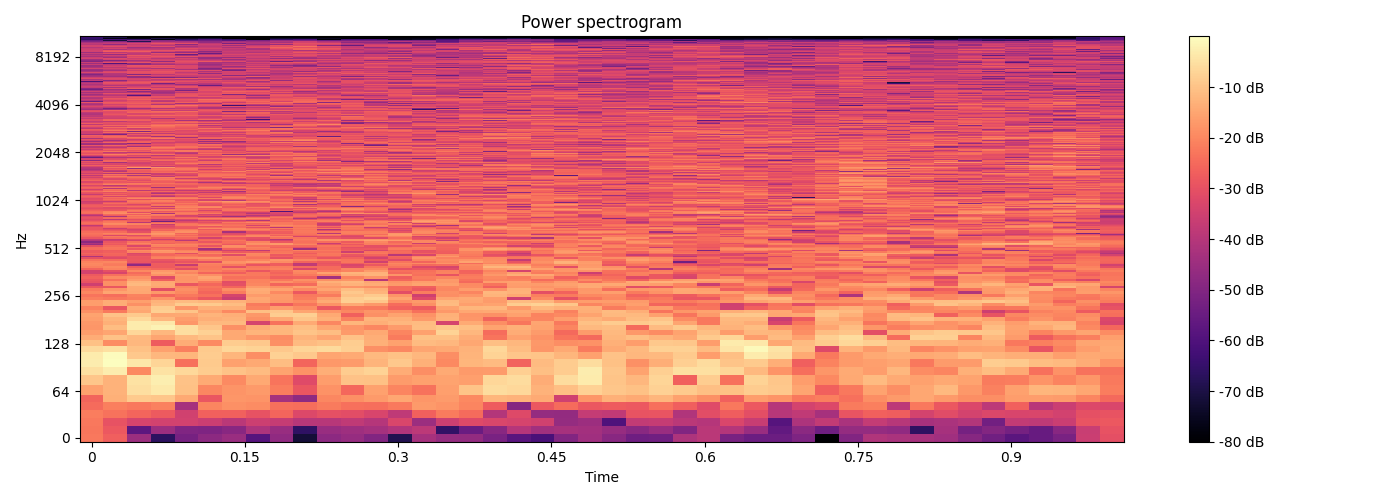 Power spectrogram
Hz
8192
4096
2048
1024
512
256
128
64
0
0 0.15 0.3 0.45 0.6 0.75 0.9
Time
-10 dB
-20 dB
-30 dB
-40 dB
-50 dB
-60 dB
-70 dB
-80 dB